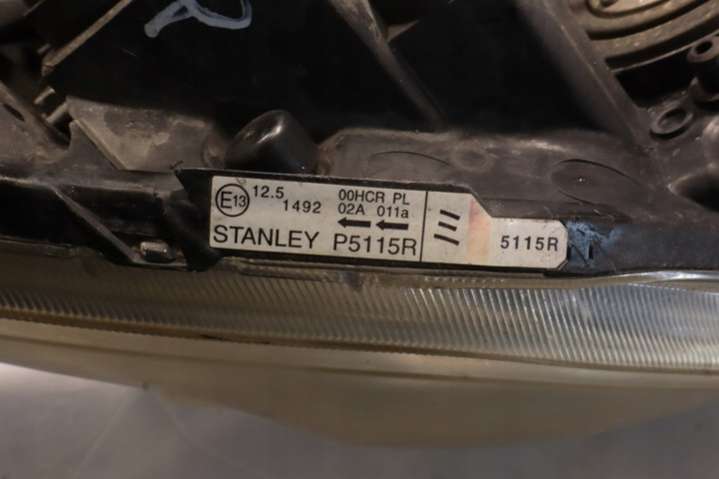 E13 12.5 00HCR PL
1492 02A 011a
STANLEY P5115R
5115R